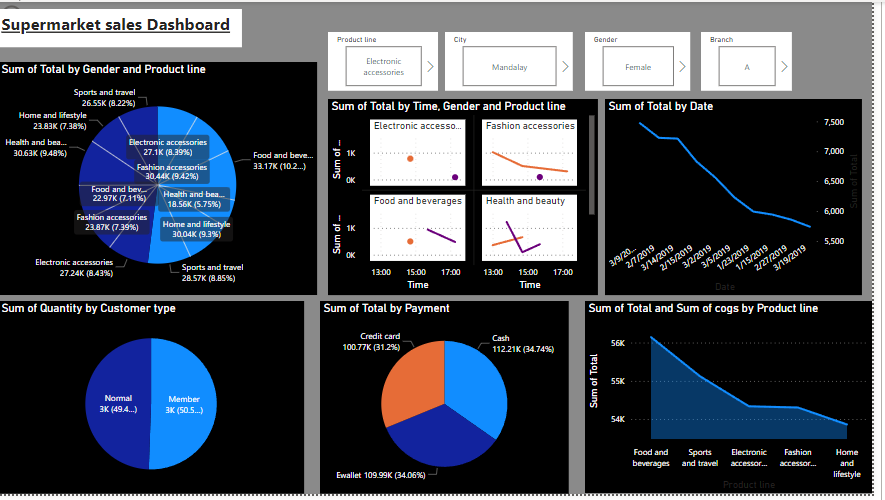 Supermarket sales Dashboard
Product line
Electronic
accessories
City
Mandalay
Gender
Female
Branch
A
Sum of Total by Gender and Product line
Sports and travel
26.55K (8.22%)
Home and lifestyle
23.83K (7.38%)
Health and bea...
30.63K (9.48%)
Electronic accessories
27.1K (8.39%)
Fashion accessories
30.44K (9.42%)
Food and beve...
33.17K (10.2...)
Food and bev...
22.97K (7.11%)
Health and bea...
18.56K (5.75%)
Fashion accessories
23.87K (7.39%)
Home and lifestyle
30.04K (9.3%)
Electronic accessories
27.24K (8.43%)
Sports and travel
28.57K (8.85%)
Sum of Total by Time, Gender and Product line
Electronic accesso...
Fashion accessories
Sum of ...
1K
0K
Food and beverages
Health and beauty
Sum of ...
1K
0K
13:00 15:00 17:00
13:00 15:00 17:00
Time
Time
Sum of Total by Date
7,500
7,000
6,500
6,000
5,500
Sum of Total
3/9/20...
2/7/2019
3/14/2019
2/15/2019
3/2/2019
3/5/2019
1/23/2019
1/15/2019
2/27/2019
3/19/2019
Date
Sum of Quantity by Customer type
Normal
3K (49.4...)
Member
3K (50.5...)
Sum of Total by Payment
Credit card
100.77K (31.2%)
Cash
112.21K (34.74%)
Ewallet 109.99K (34.06%)
Sum of Total and Sum of cogs by Product line
Sum of Total
56K
55K
54K
Food and
beverages
Sports
and travel
Electronic
accessor...
Fashion
accessor...
Home
and
lifestyle
Product line